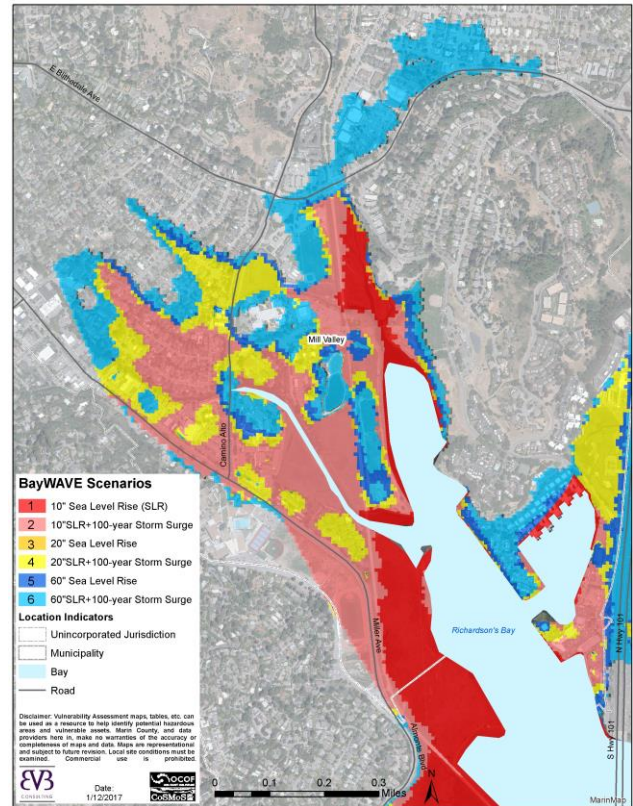 E Blithedale Ave
Mill Valley
Camino Alto
Miller Ave
Almonte Blvd
Richardson's Bay
N Hwy 101
S Hwy 101
BayWAVE Scenarios
1 10" Sea Level Rise (SLR)
2 10"SLR+100-year Storm Surge
3 20" Sea Level Rise
4 20"SLR+100-year Storm Surge
5 60" Sea Level Rise
6 60"SLR+100-year Storm Surge
Location Indicators
Unincorporated Jurisdiction
Municipality
Bay
Road
Disclaimer: Vulnerability Assessment maps, tables, etc. can
be used as a resource to help identify potential hazardous
areas and vulnerable assets. Marin County, and data
providers here in, make no warranties of the accuracy or
completeness of maps and data. Maps are representational
and subject to future revision. Local site conditions must be
examined. Commercial use is prohibited.
EVB
CONSULTING
Date:
1/12/2017
OCOF
CoSMoS
0 0.1 0.2 0.3
Miles
N
MarinMap